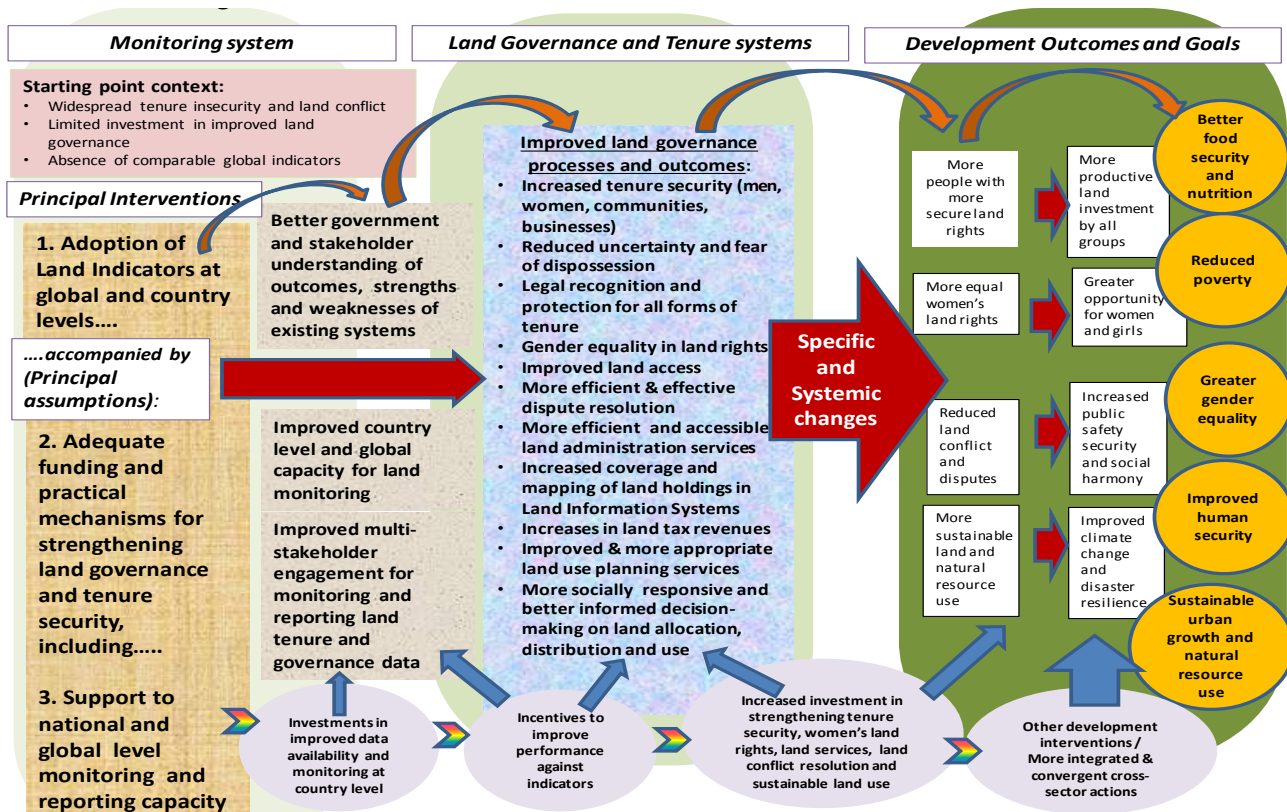 Monitoring system
Land Governance and Tenure systems
Development Outcomes and Goals
Starting point context:
• Widespread tenure insecurity and land conflict
• Limited investment in improved land
governance
• Absence of comparable global indicators
Principal Interventions
1. Adoption of
Land Indicators at
global and country
levels….
….accompanied by
(Principal
assumptions):
2. Adequate
funding and
practical
mechanisms for
strengthening
land governance
and tenure
security,
including…..
3. Support to
national and
global level
monitoring and
reporting capacity
Better government
and stakeholder
understanding of
outcomes, strengths
and weaknesses of
existing systems
Improved country
level and global
capacity for land
monitoring
Improved multi-
stakeholder
engagement for
monitoring and
reporting land
tenure and
governance data
Improved land governance
processes and outcomes:
• Increased tenure security (men,
women, communities,
businesses)
• Reduced uncertainty and fear
of dispossession
• Legal recognition and
protection for all forms of
tenure
• Gender equality in land rights
• Improved land access
• More efficient & effective
dispute resolution
• More efficient and accessible
land administration services
• Increased coverage and
mapping of land holdings in
Land Information Systems
• Increases in land tax revenues
• Improved & more appropriate
land use planning services
• More socially responsive and
better informed decision-
making on land allocation,
distribution and use
Specific
and
Systemic
changes
More
people with
more
secure land
rights
More
productive
land
investment
by all
groups
More equal
women's
land rights
Greater
opportunity
for women
and girls
Reduced
land
conflict
and
disputes
Increased
public
safety
security
and social
harmony
More
sustainable
land and
natural
resource
use
Improved
climate
change
and
disaster
resilience
Better
food
security
and
nutrition
Reduced
poverty
Greater
gender
equality
Improved
human
security
Sustainable
urban
growth and
natural
resource
use
Investments in
improved data
availability and
monitoring at
country level
Incentives to
improve
performance
against
indicators
Increased investment in
strengthening tenure
security, women's land
rights, land services, land
conflict resolution and
sustainable land use
Other development
interventions /
More integrated &
convergent cross-
sector actions